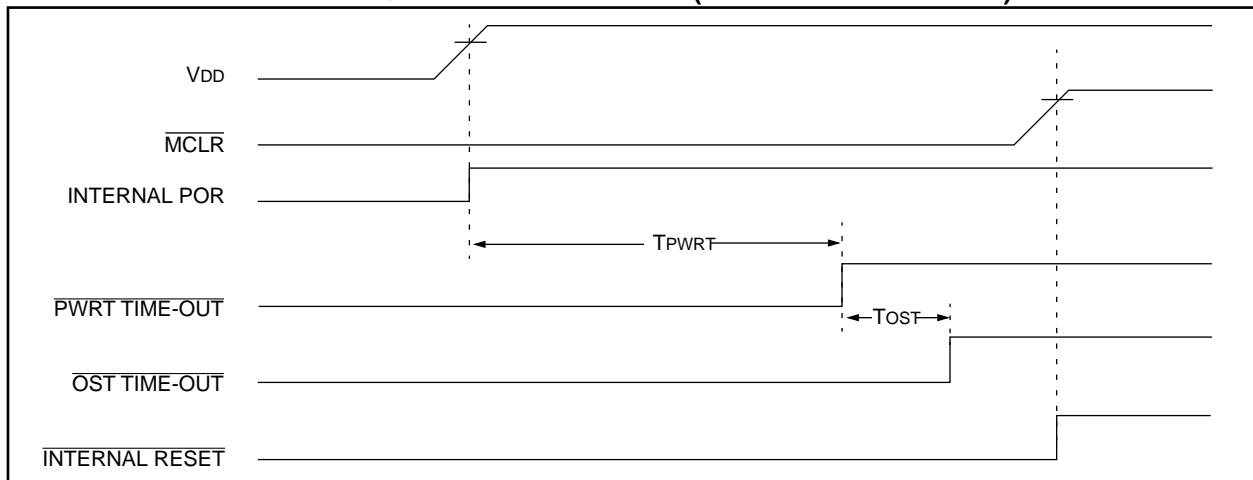 VDD
MCLR
INTERNAL POR
TPWRT
PWRT TIME-OUT
TOST
OST TIME-OUT
INTERNAL RESET